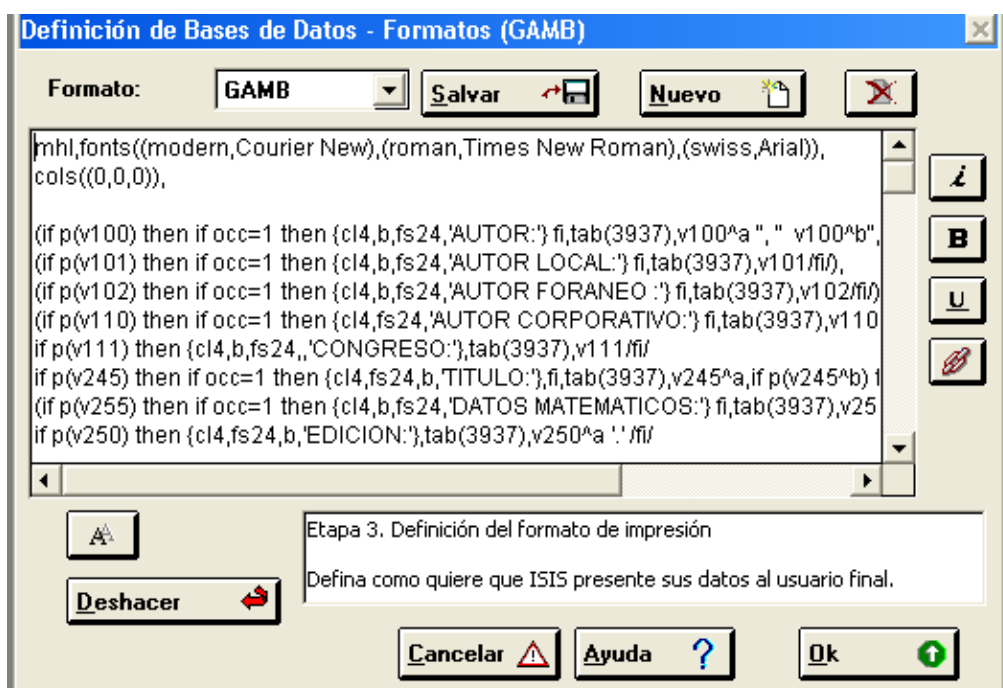 Definición de Bases de Datos - Formatos (GAMB)
Formato: GAMB Salvar Nuevo
mhl,fonts((modern,Courier New),(roman,Times New Roman),(swiss,Arial)),
cols((0,0,0)),
(if p(v100) then if occ=1 then {cl4,b,fs24,'AUTOR:'} fi,tab(3937),v100^a ", " v100^b",
(if p(v101) then if occ=1 then {cl4,b,fs24,'AUTOR LOCAL:'} fi,tab(3937),v101/fi/),
(if p(v102) then if occ=1 then {cl4,b,fs24,'AUTOR FORANEO :'} fi,tab(3937),v102/fi/)
(if p(v110) then if occ=1 then {cl4,fs24,'AUTOR CORPORATIVO:'} fi,tab(3937),v110
if p(v111) then {cl4,b,fs24,,'CONGRESO:'},tab(3937),v111/fi/
if p(v245) then if occ=1 then {cl4,fs24,b,'TITULO:'},fi,tab(3937),v245^a,if p(v245^b) t
(if p(v255) then if occ=1 then {cl4,b,fs24,'DATOS MATEMATICOS:'} fi,tab(3937),v25
if p(v250) then {cl4,fs24,b,'EDICION:'},tab(3937),v250^a '.' /fi/
i
B
U
A
Etapa 3. Definición del formato de impresión
Defina como quiere que ISIS presente sus datos al usuario final.
Deshacer
Cancelar Ayuda ? Ok